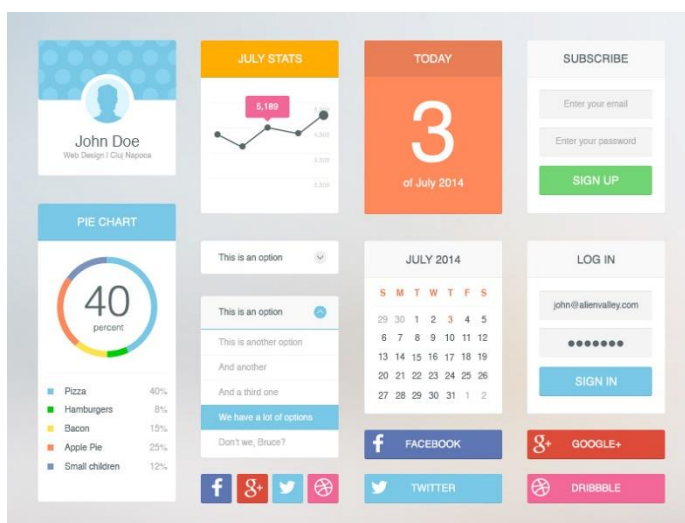 John Doe
Web Design I Cluj Napoca
PIE CHART
40
percent
Pizza 40%
Hamburgers 8%
Bacon 15%
Apple Pie 25%
Small children 12%
JULY STATS
5,189
This is an option
This is an option
This is another option
And another
And a third one
We have a lot of options
Don't we, Bruce?
f
g+
TODAY
3
of July 2014
JULY 2014
S M T W T F S
29 30 1 2 3 4 5
6 7 8 9 10 11 12
13 14 15 16 17 18 19
20 21 22 23 24 25 26
27 28 29 30 31 1 2
f FACEBOOK
TWITTER
SUBSCRIBE
Enter your email
Enter your password
SIGN UP
LOG IN
john@alienvalley.com
SIGN IN
g+ GOOGLE+
DRIBBBLE